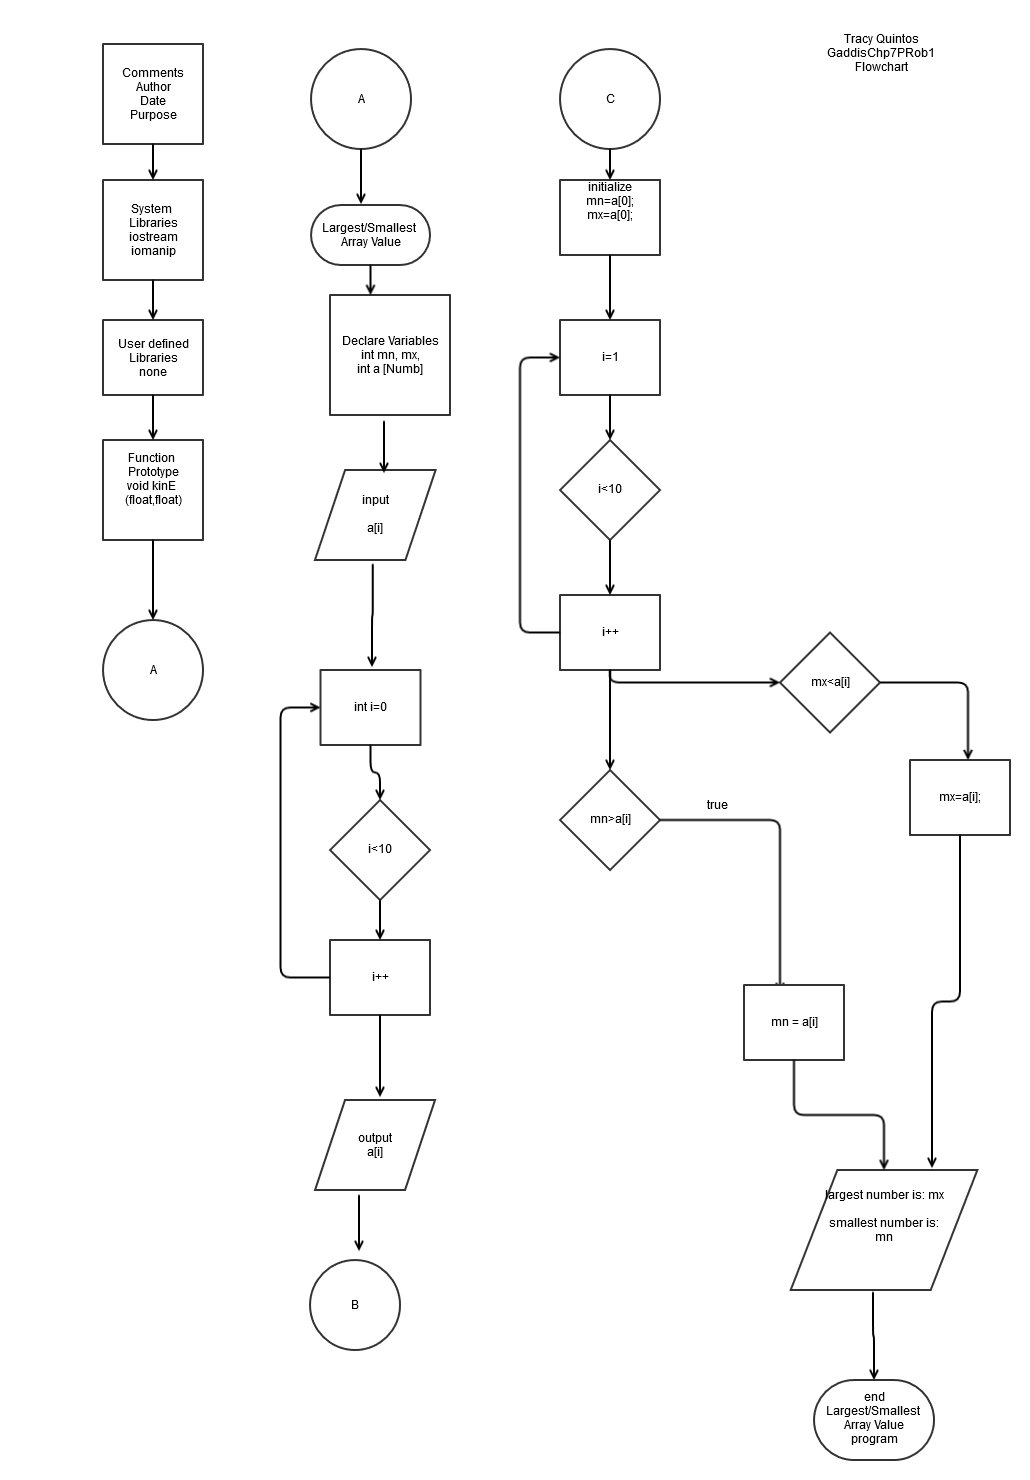 Tracy Quintos
GaddisChp7PRob1
Flowchart
Comments
Author
Date
Purpose
System
Libraries
iostream
iomanip
User defined
Libraries
none
Function
Prototype
void kinE
(float,float)
A
A
Largest/Smallest
Array Value
Declare Variables
int mn, mx,
int a [Numb]
input
a[i]
int i=0
i<10
i++
output
a[i]
B
C
initialize
mn=a[0];
mx=a[0];
i=1
i<10
i++
mx<a[i]
mx=a[i];
mn>a[i]
true
mn = a[i]
largest number is: mx
smallest number is:
mn
end
Largest/Smallest
Array Value
program